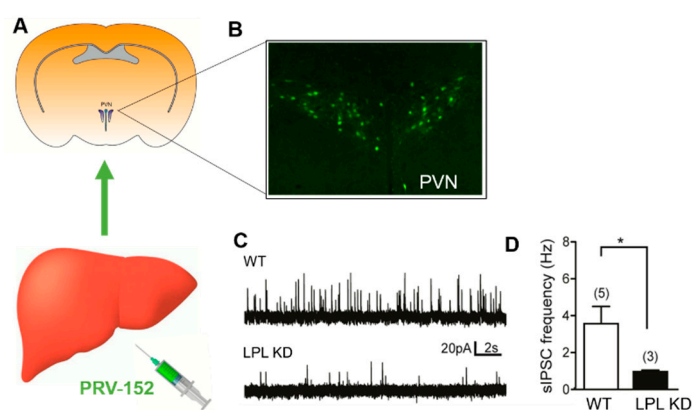 A
B
PVN
PVN
PRV-152
C
WT
LPL KD
20pA
2s
D
sIPSC frequency (Hz)
8
6
4
2
0
*
(5)
(3)
WT
LPL KD